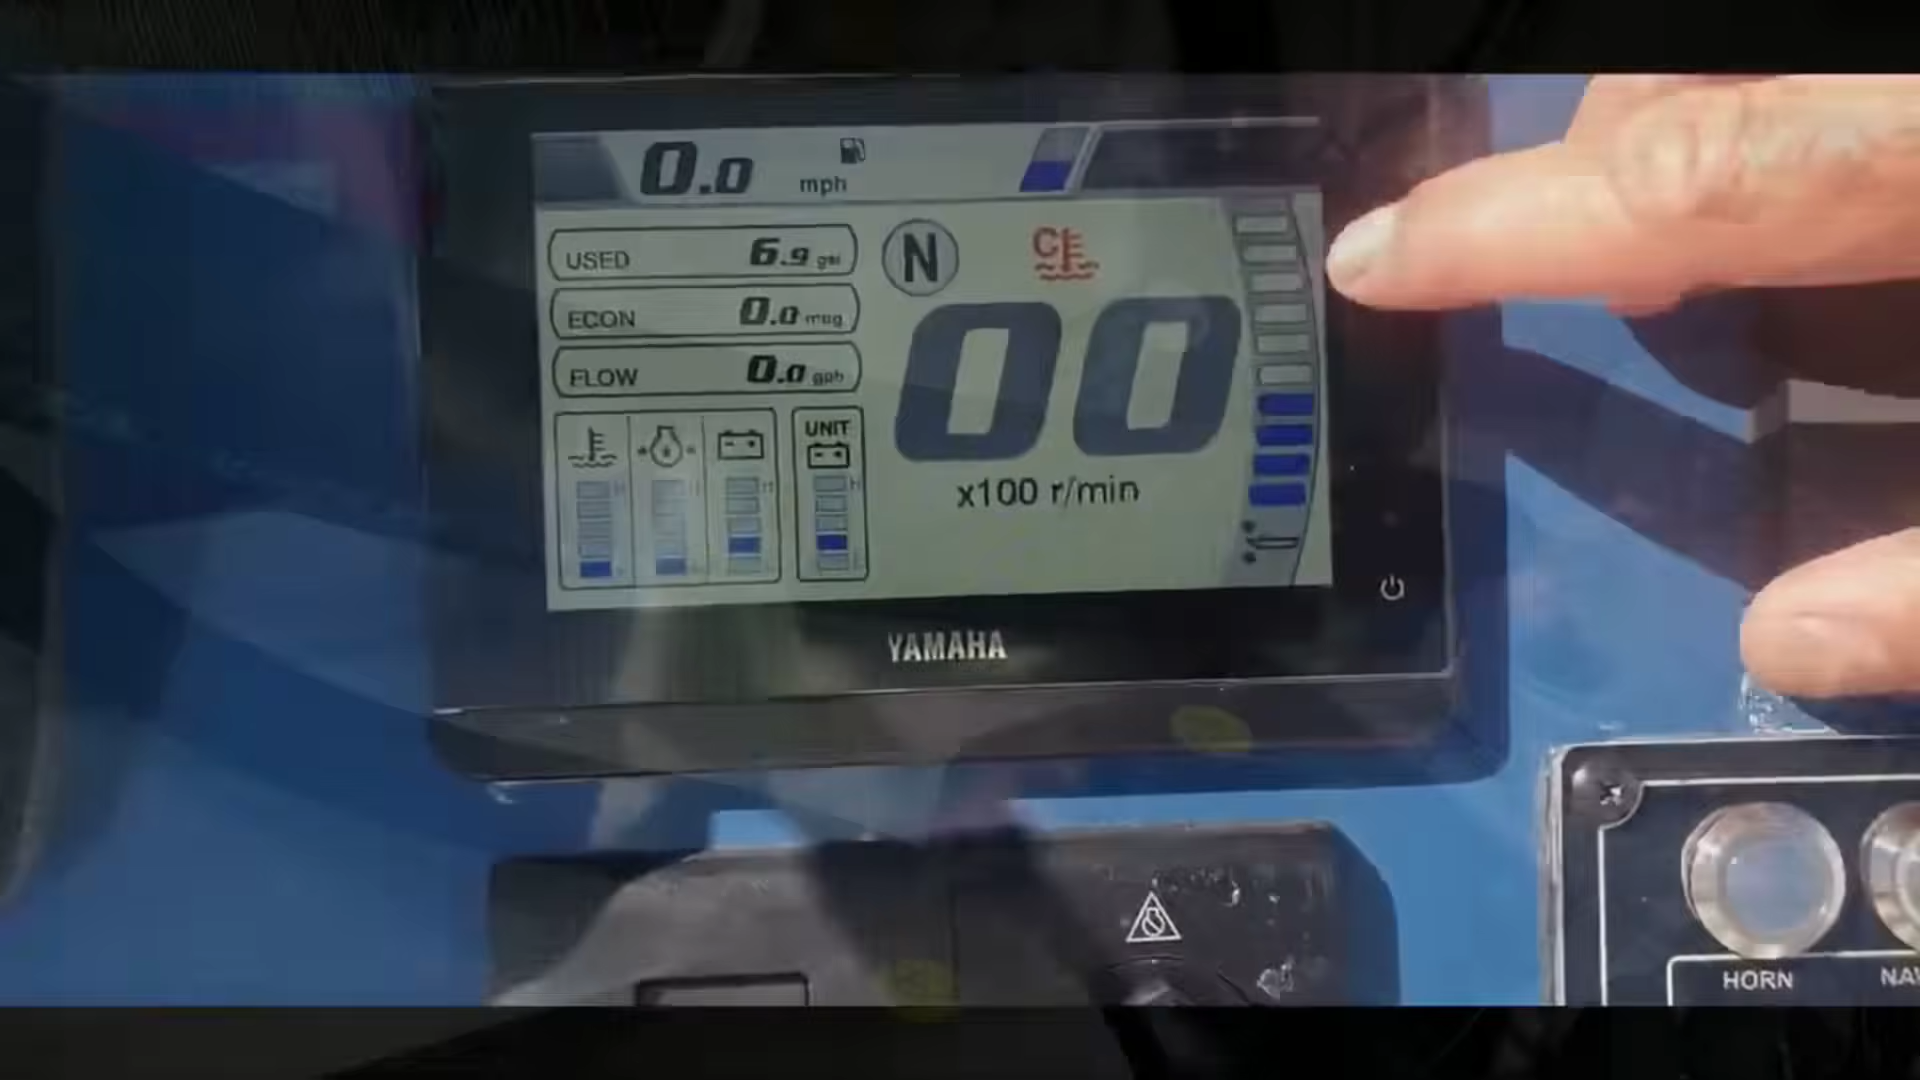 0.0 mph
USED 6.9 gal
N
C
ECON 0.0 mpg
00
FLOW 0.0 gph
UNIT
H
H
H
x100 r/min
YAMAHA
HORN
NAV